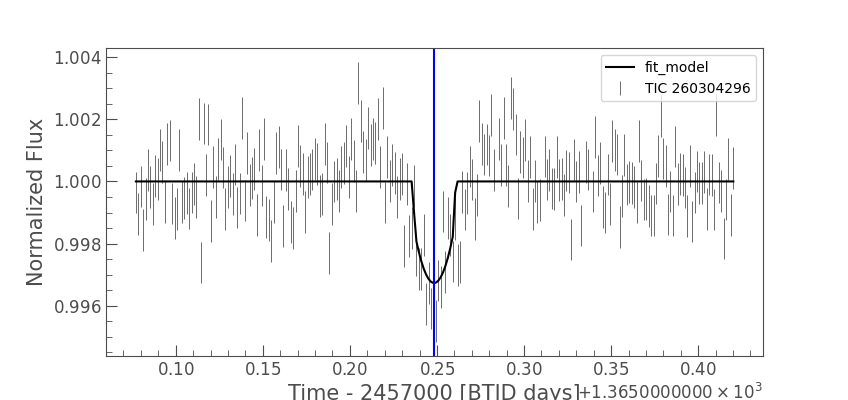 1.004
1.002
1.000
0.998
0.996
Normalized Flux
fit_model
TIC 260304296
0.10 0.15 0.20 0.25 0.30 0.35 0.40
Time - 2457000 [BTJD days]
+1.3650000000 × 10³